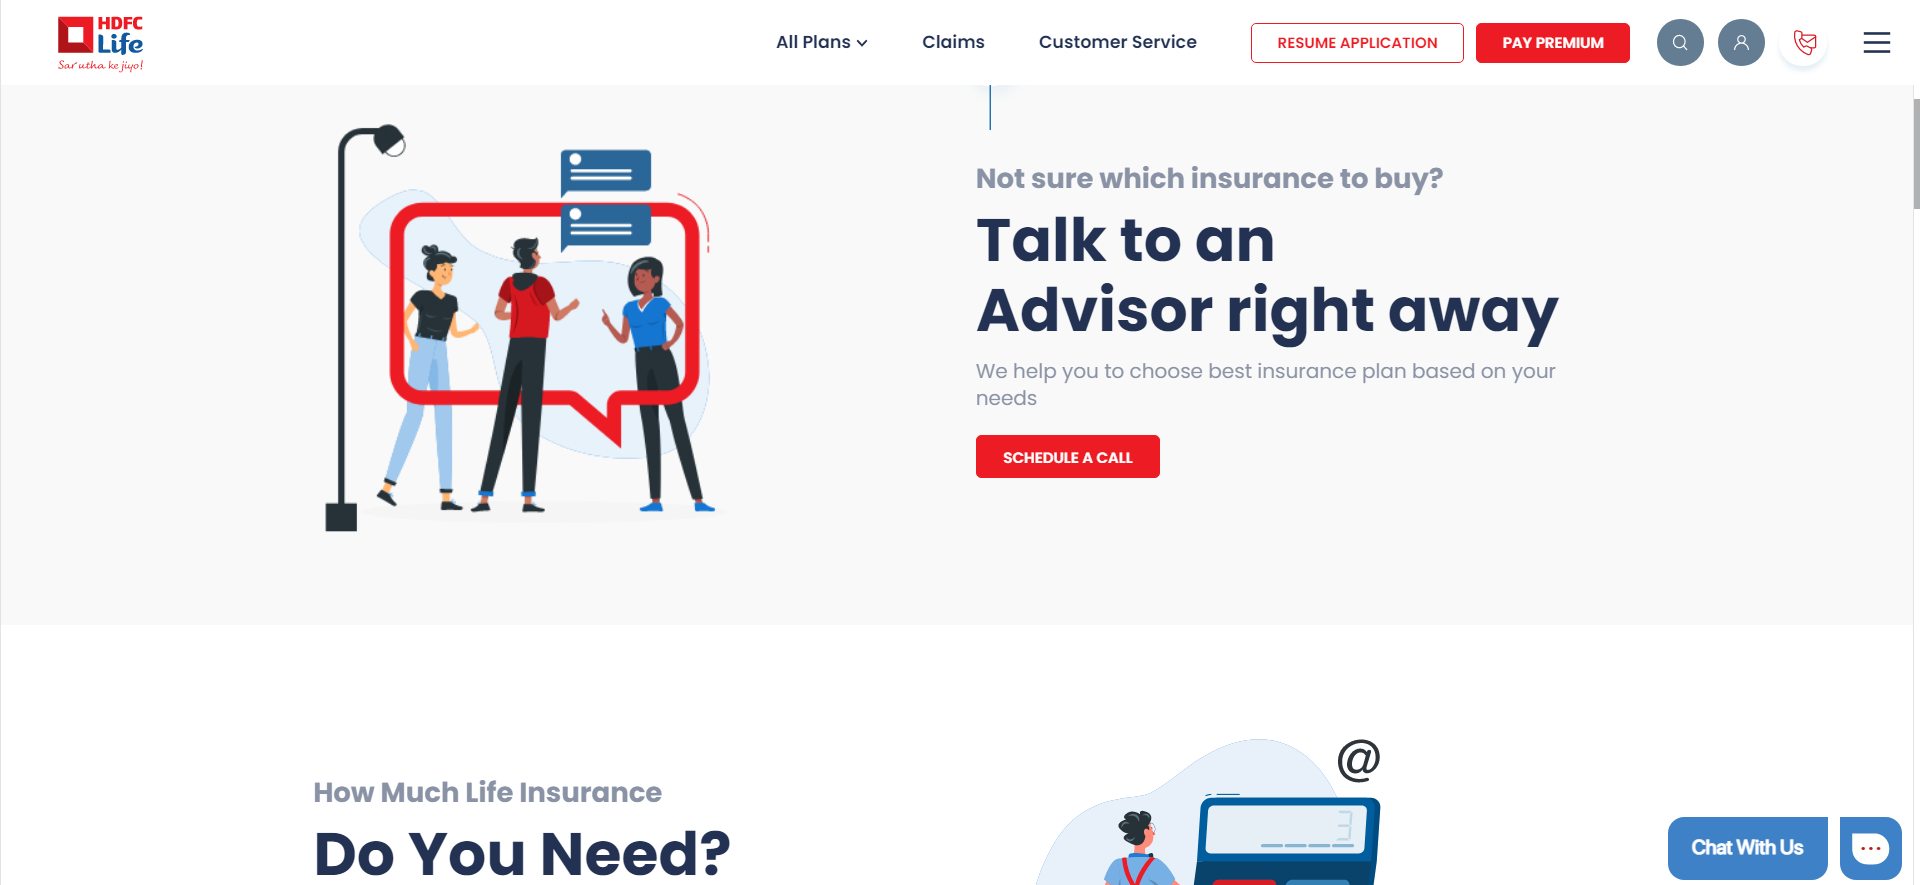 HDFC
Life
Sar utha ke jiyo!
All Plans
Claims
Customer Service
RESUME APPLICATION
PAY PREMIUM
Not sure which insurance to buy?
Talk to an
Advisor right away
We help you to choose best insurance plan based on your
needs
SCHEDULE A CALL
How Much Life Insurance
Do You Need?
@
3
Chat With Us